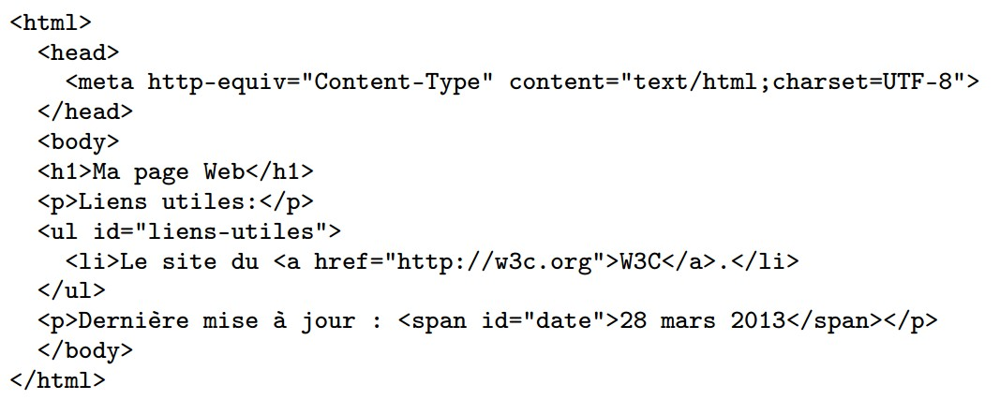 <html>
  <head>
    <meta http-equiv="Content-Type" content="text/html;charset=UTF-8">
  </head>
  <body>
  <h1>Ma page Web</h1>
  <p>Liens utiles:</p>
  <ul id="liens-utiles">
    <li>Le site du <a href="http://w3c.org">W3C</a>.</li>
  </ul>
  <p>Dernière mise à jour : <span id="date">28 mars 2013</span></p>
  </body>
</html>